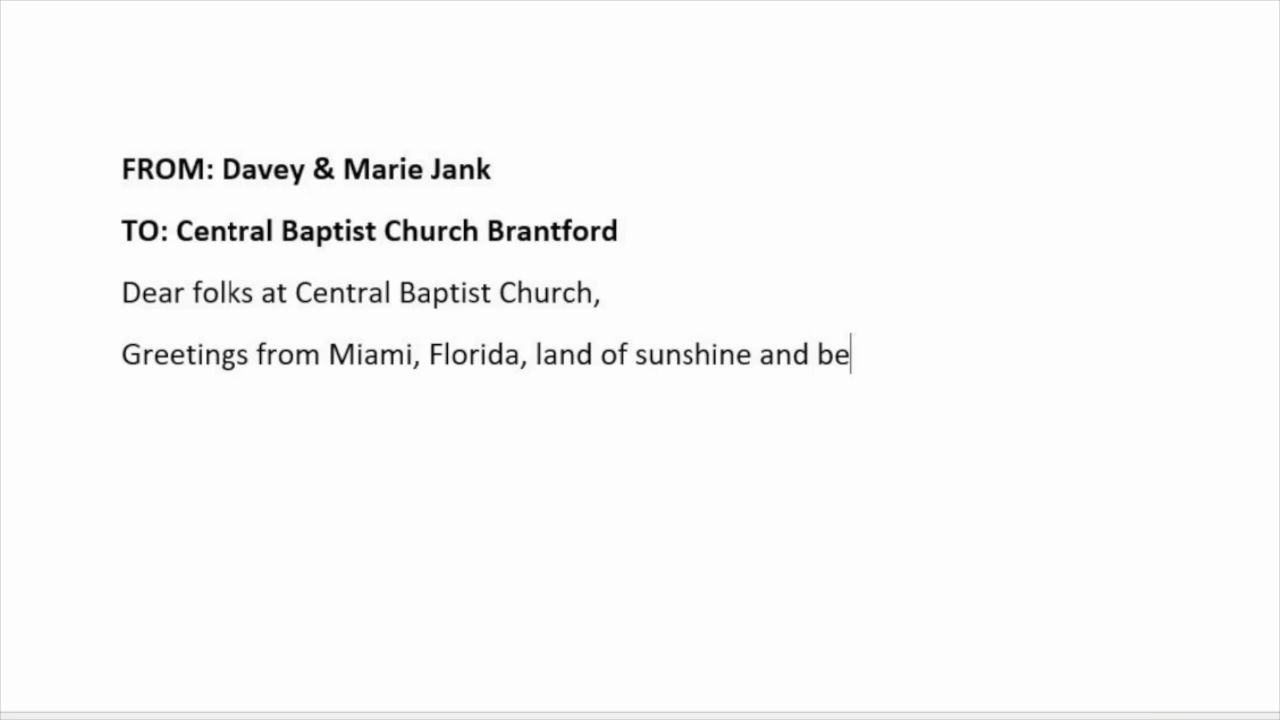 FROM: Davey & Marie Jank
TO: Central Baptist Church Brantford
Dear folks at Central Baptist Church,
Greetings from Miami, Florida, land of sunshine and be